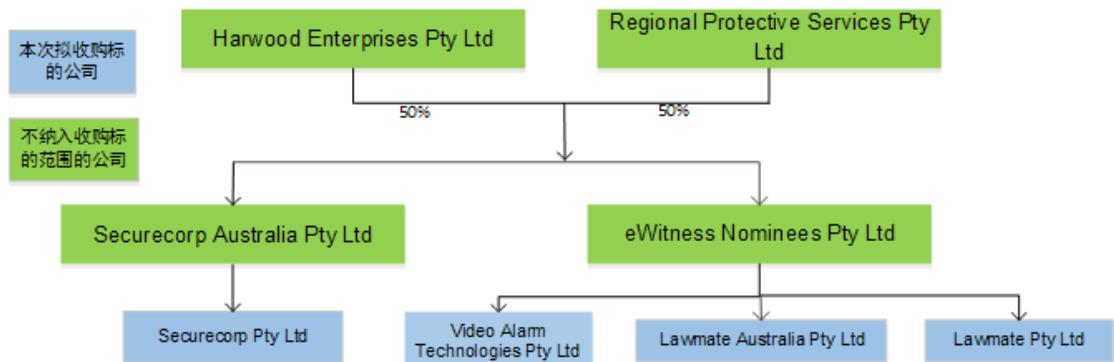 Harwood Enterprises Pty Ltd
Regional Protective Services Pty
Ltd
本次拟收购标
的公司
50%
50%
不纳入收购标
的范围的公司
Securecorp Australia Pty Ltd
eWitness Nominees Pty Ltd
Securecorp Pty Ltd
Video Alarm
Technologies Pty Ltd
Lawmate Australia Pty Ltd
Lawmate Pty Ltd